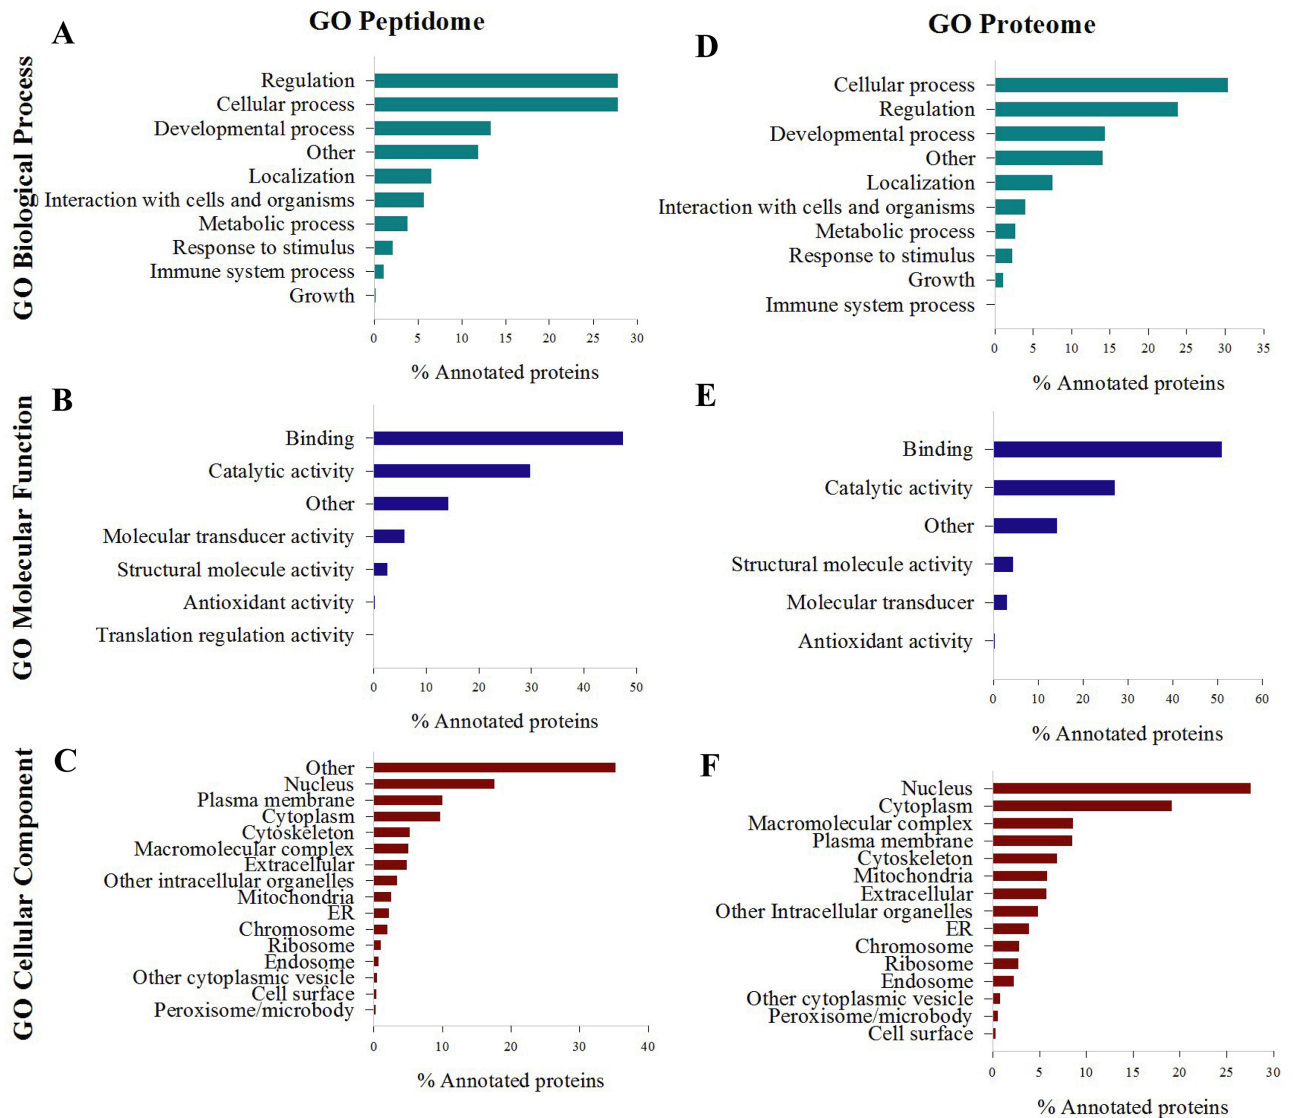 GO Peptidome
GO Proteome
A
GO Biological Process
Regulation
Cellular process
Developmental process
Other
Localization
Interaction with cells and organisms
Metabolic process
Response to stimulus
Immune system process
Growth
0 5 10 15 20 25 30
% Annotated proteins
D
Cellular process
Regulation
Developmental process
Other
Localization
Interaction with cells and organisms
Metabolic process
Response to stimulus
Growth
Immune system process
0 5 10 15 20 25 30 35
% Annotated proteins
B
GO Molecular Function
Binding
Catalytic activity
Other
Molecular transducer activity
Structural molecule activity
Antioxidant activity
Translation regulation activity
0 10 20 30 40 50
% Annotated proteins
E
Binding
Catalytic activity
Other
Structural molecule activity
Molecular transducer
Antioxidant activity
0 10 20 30 40 50 60
% Annotated proteins
C
GO Cellular Component
Other
Nucleus
Plasma membrane
Cytoplasm
Cytoskeleton
Macromolecular complex
Extracellular
Other intracellular organelles
Mitochondria
ER
Chromosome
Ribosome
Endosome
Other cytoplasmic vesicle
Cell surface
Peroxisome/microbody
0 10 20 30 40
% Annotated proteins
F
Nucleus
Cytoplasm
Macromolecular complex
Plasma membrane
Cytoskeleton
Mitochondria
Extracellular
Other Intracellular organelles
ER
Chromosome
Ribosome
Endosome
Other cytoplasmic vesicle
Peroxisome/microbody
Cell surface
0 5 10 15 20 25 30
% Annotated proteins